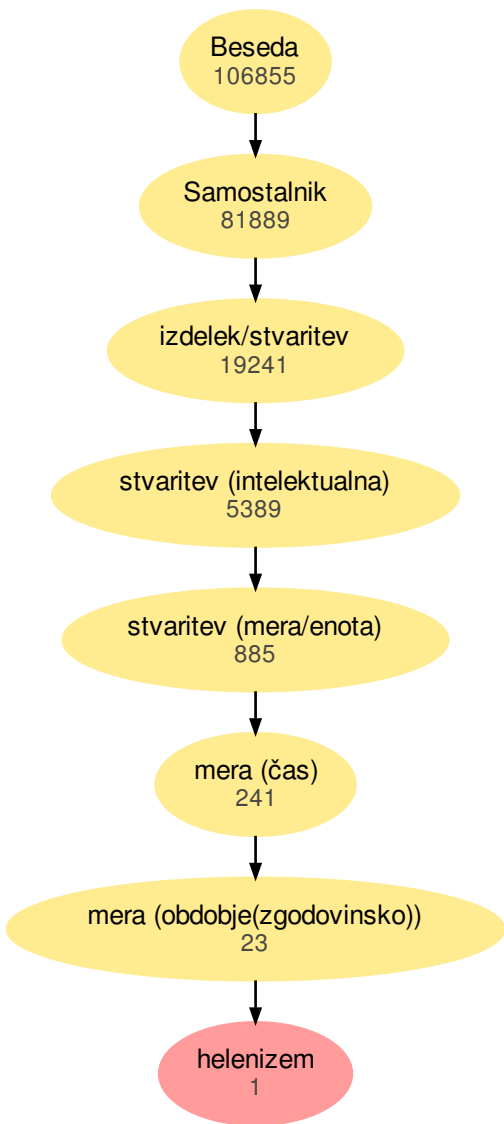 Beseda
106855
Samostalnik
81889
izdelek/stvaritev
19241
stvaritev (intelektualna)
5389
stvaritev (mera/enota)
885
mera (čas)
241
mera (obdobje(zgodovinsko))
23
helenizem
1